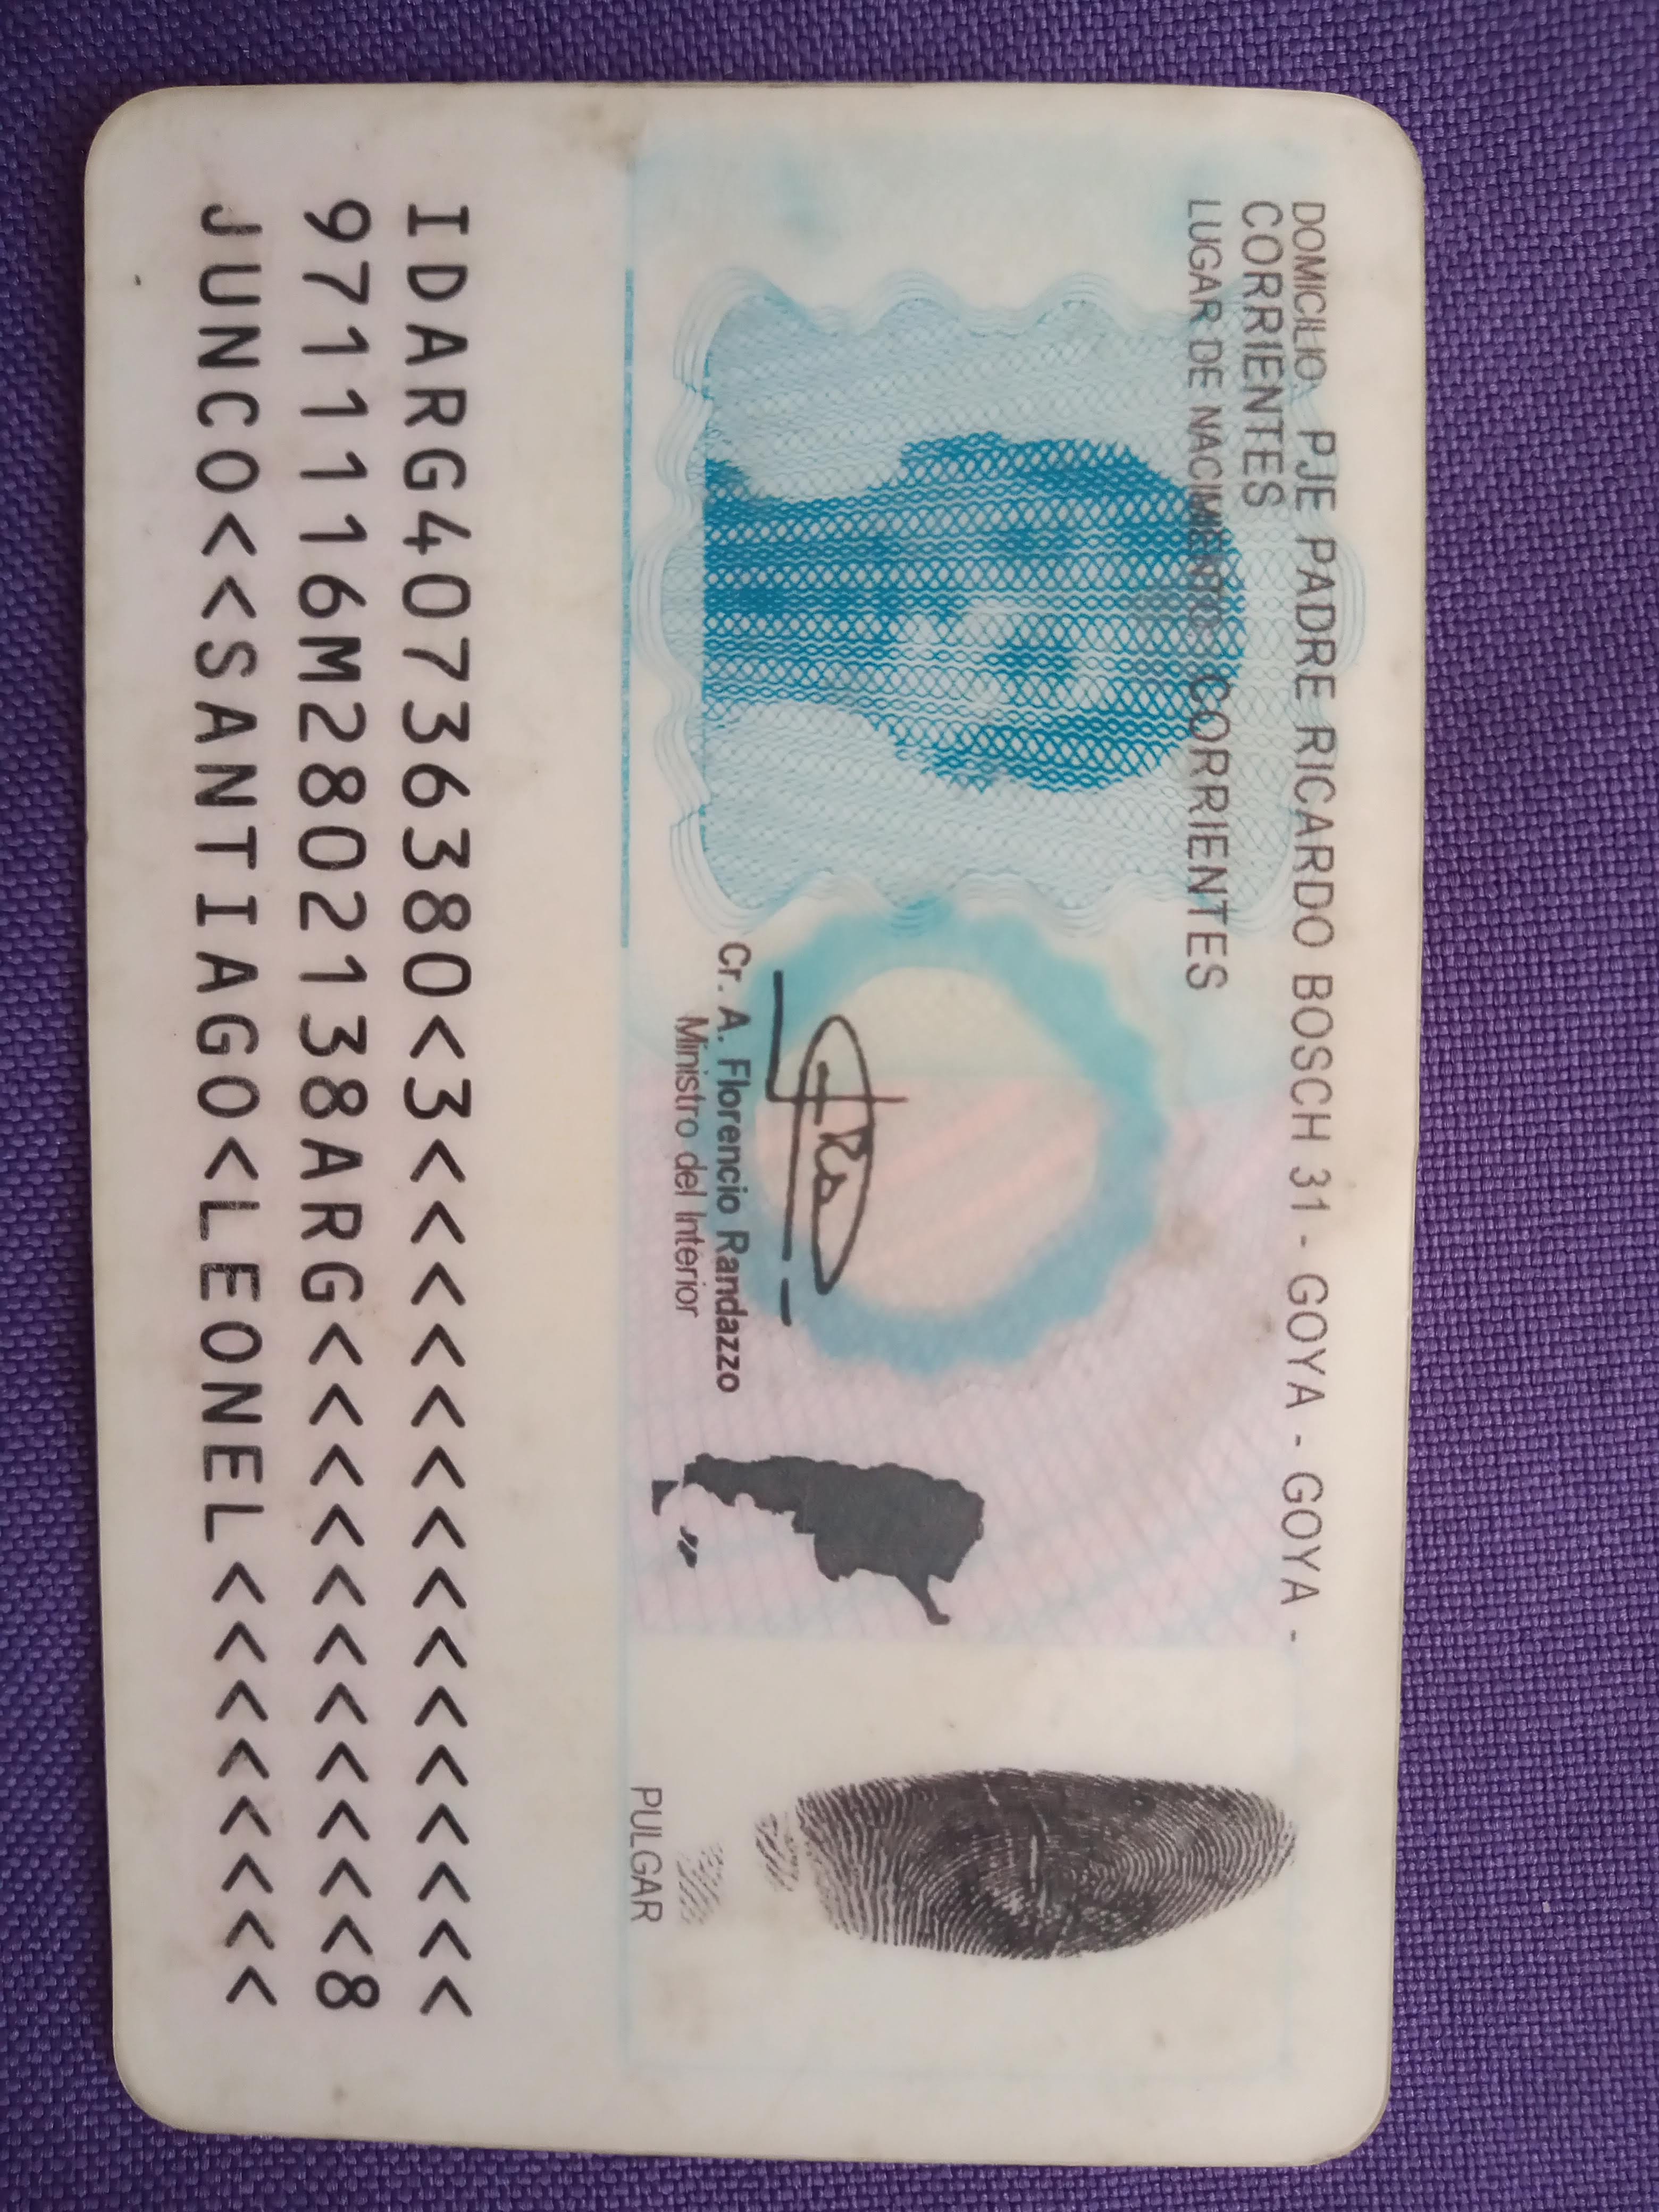 DOMICILIO: PJE PADRE RICARDO BOSCH 31 - GOYA - GOYA -
CORRIENTES
LUGAR DE NACIMIENTO: CORRIENTES
Cr. A. Florencio Randazzo
Ministro del Interior
PULGAR
IDARG40736380<3<<<<<<<<<<<<<<<
9711116M2802138ARG<<<<<<<<<<<8
JUNCO<<SANTIAGO<LEONEL<<<<<<<<